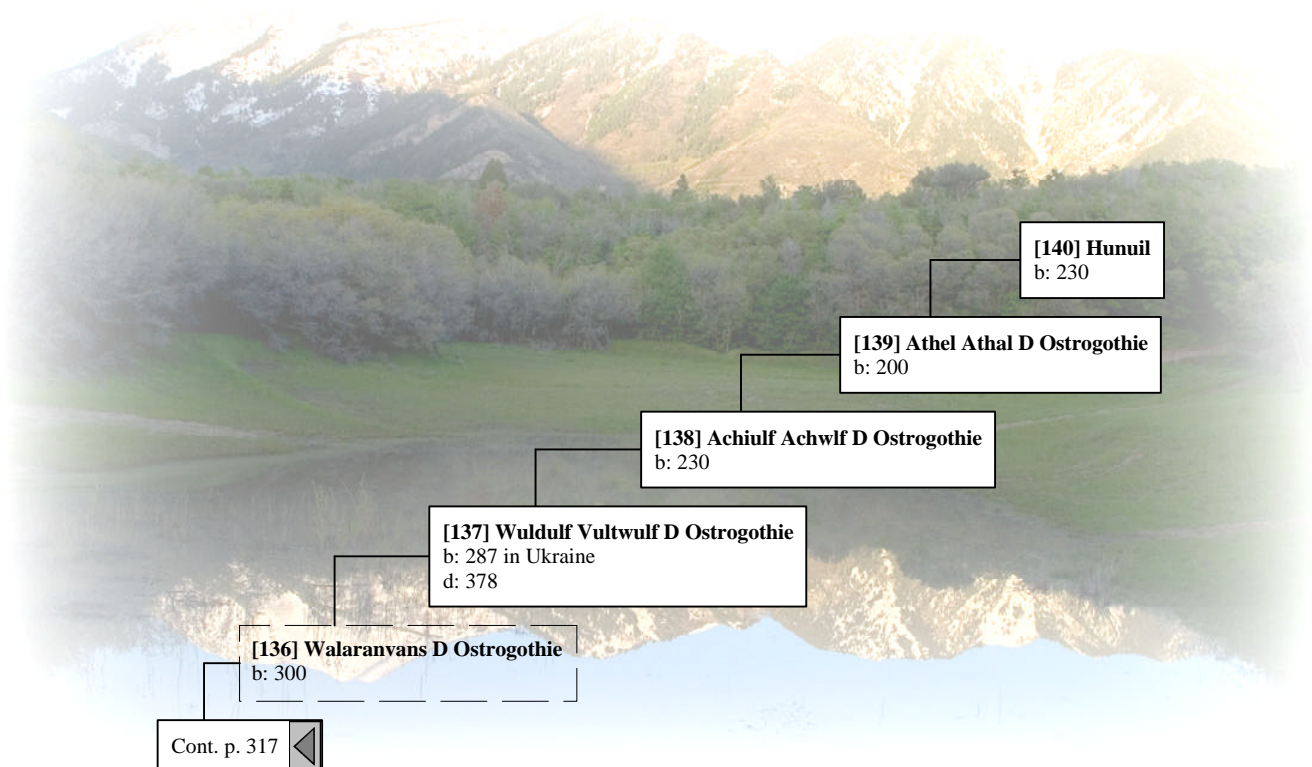 [140] Hunuil
b: 230
[139] Athel Athal D Ostrogothie
b: 200
[138] Achiulf Achwlf D Ostrogothie
b: 230
[137] Wuldulf Vultwulf D Ostrogothie
b: 287 in Ukraine
d: 378
[136] Walaranvans D Ostrogothie
b: 300
Cont. p. 317